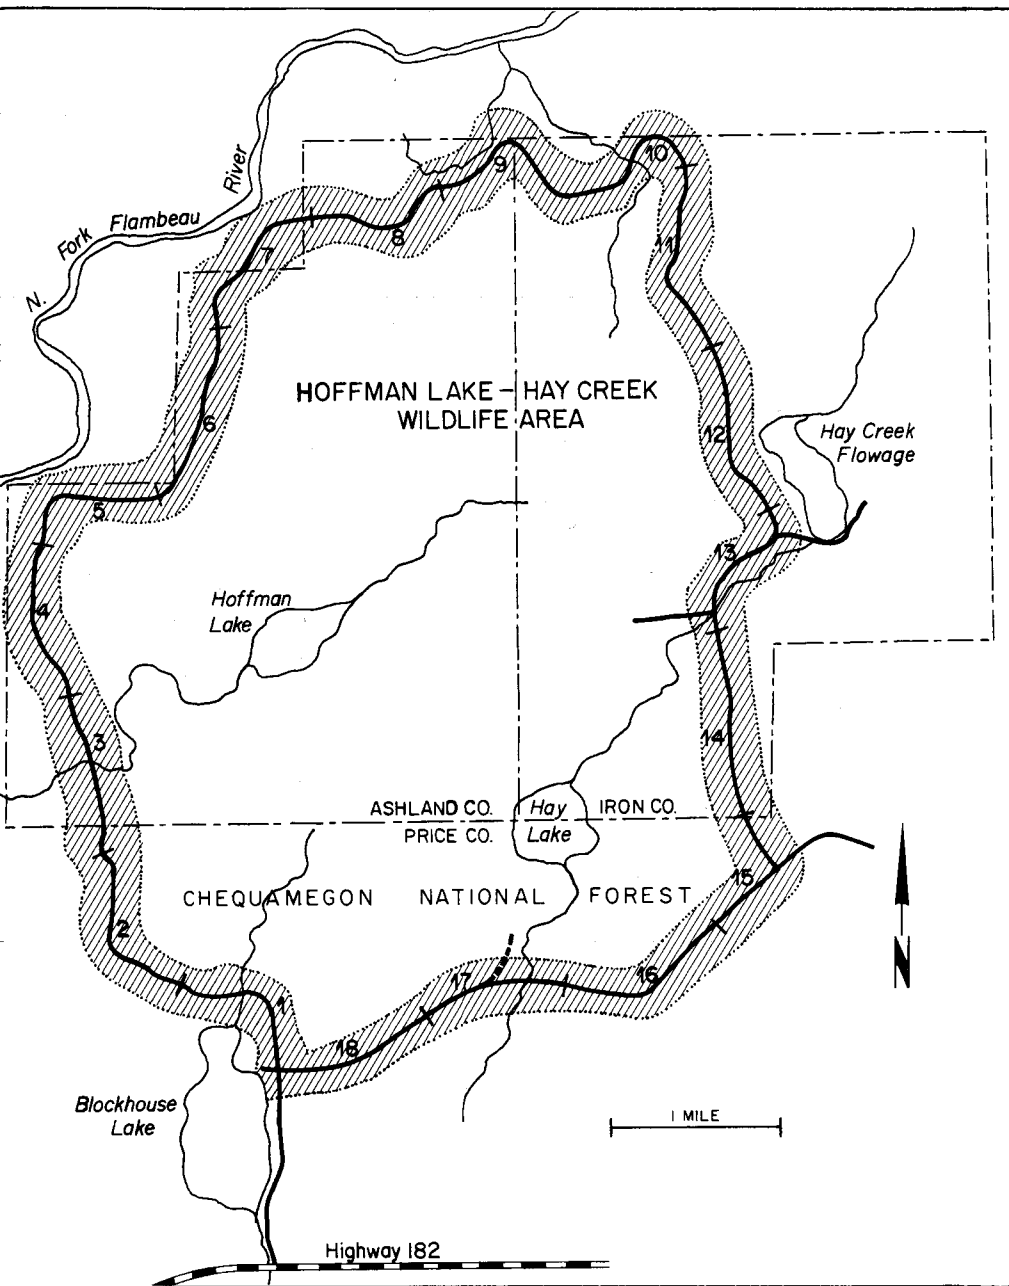 N. Fork Flambeau River
9
10
11
7
8
HOFFMAN LAKE – HAY CREEK
WILDLIFE AREA
6
12
Hay Creek
Flowage
5
13
4
Hoffman
Lake
3
14
ASHLAND CO.
Hay
Lake
IRON CO.
PRICE CO.
15
CHEQUAMEGON NATIONAL FOREST
2
N
16
17
1
18
Blockhouse
Lake
1 MILE
Highway 182